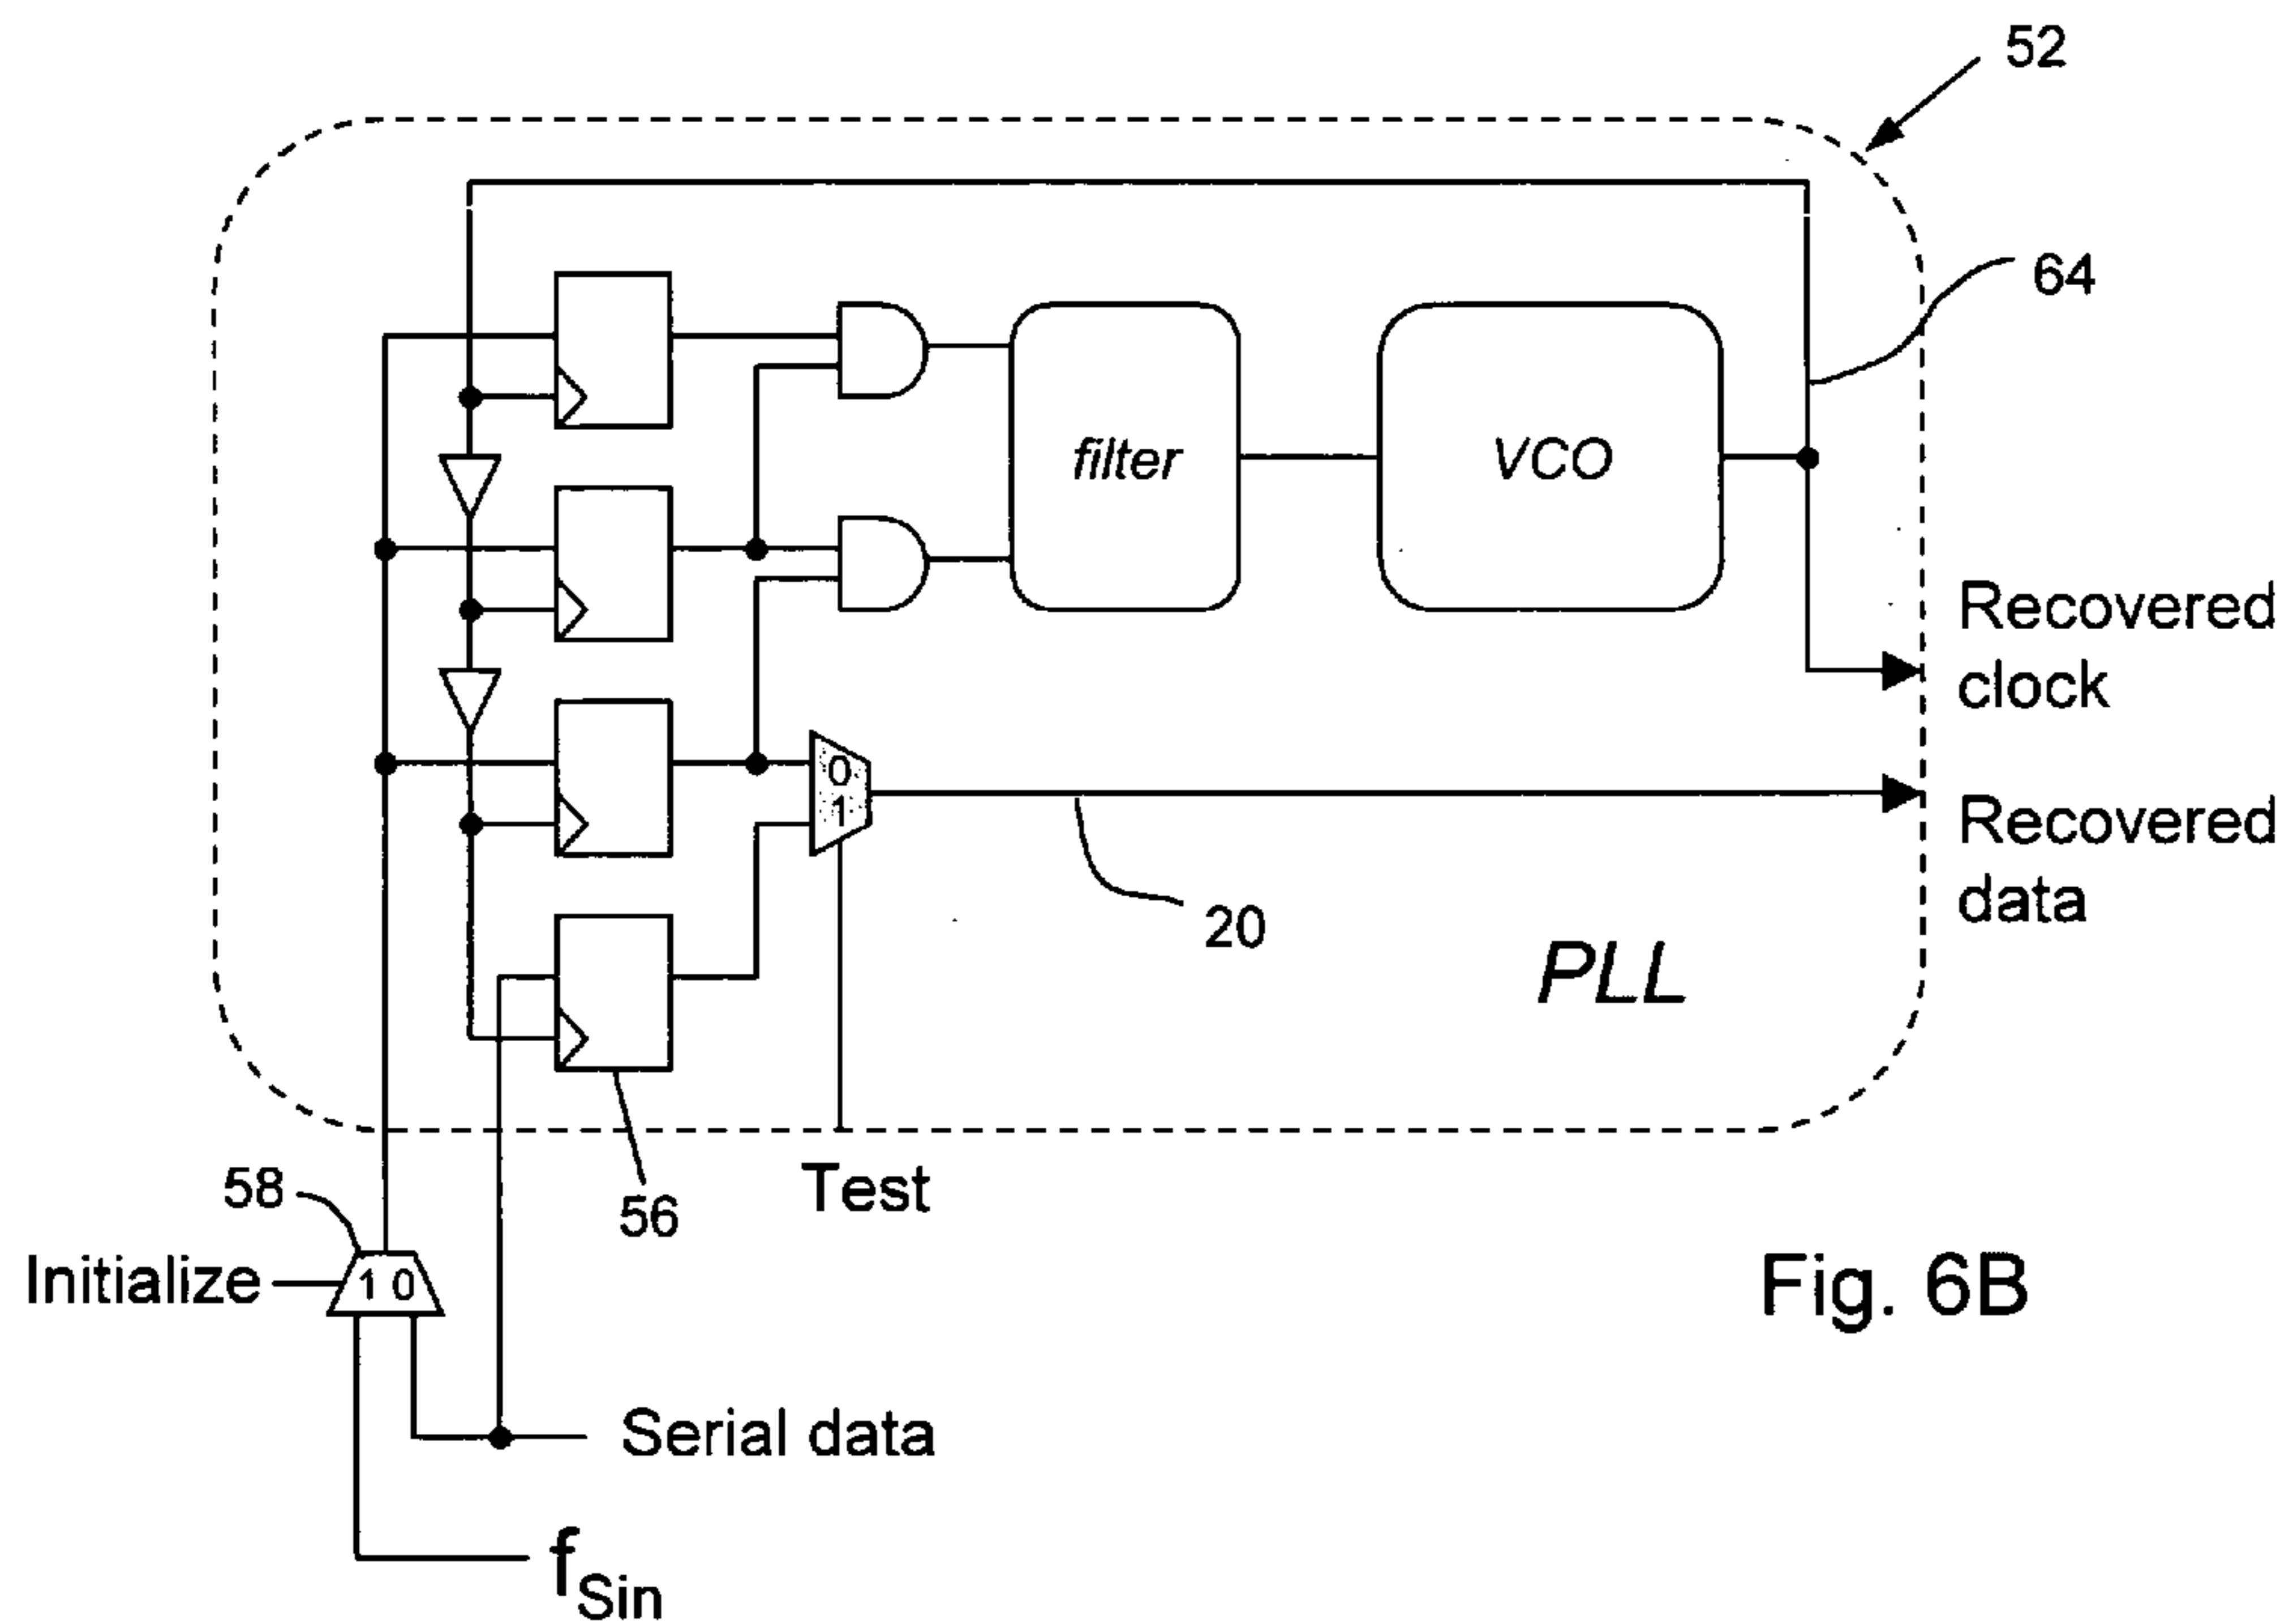 52
64
filter
VCO
Recovered
clock
0
1
Recovered
data
20
PLL
58
56
Test
Initialize
1 0
Fig. 6B
Serial data
fSin